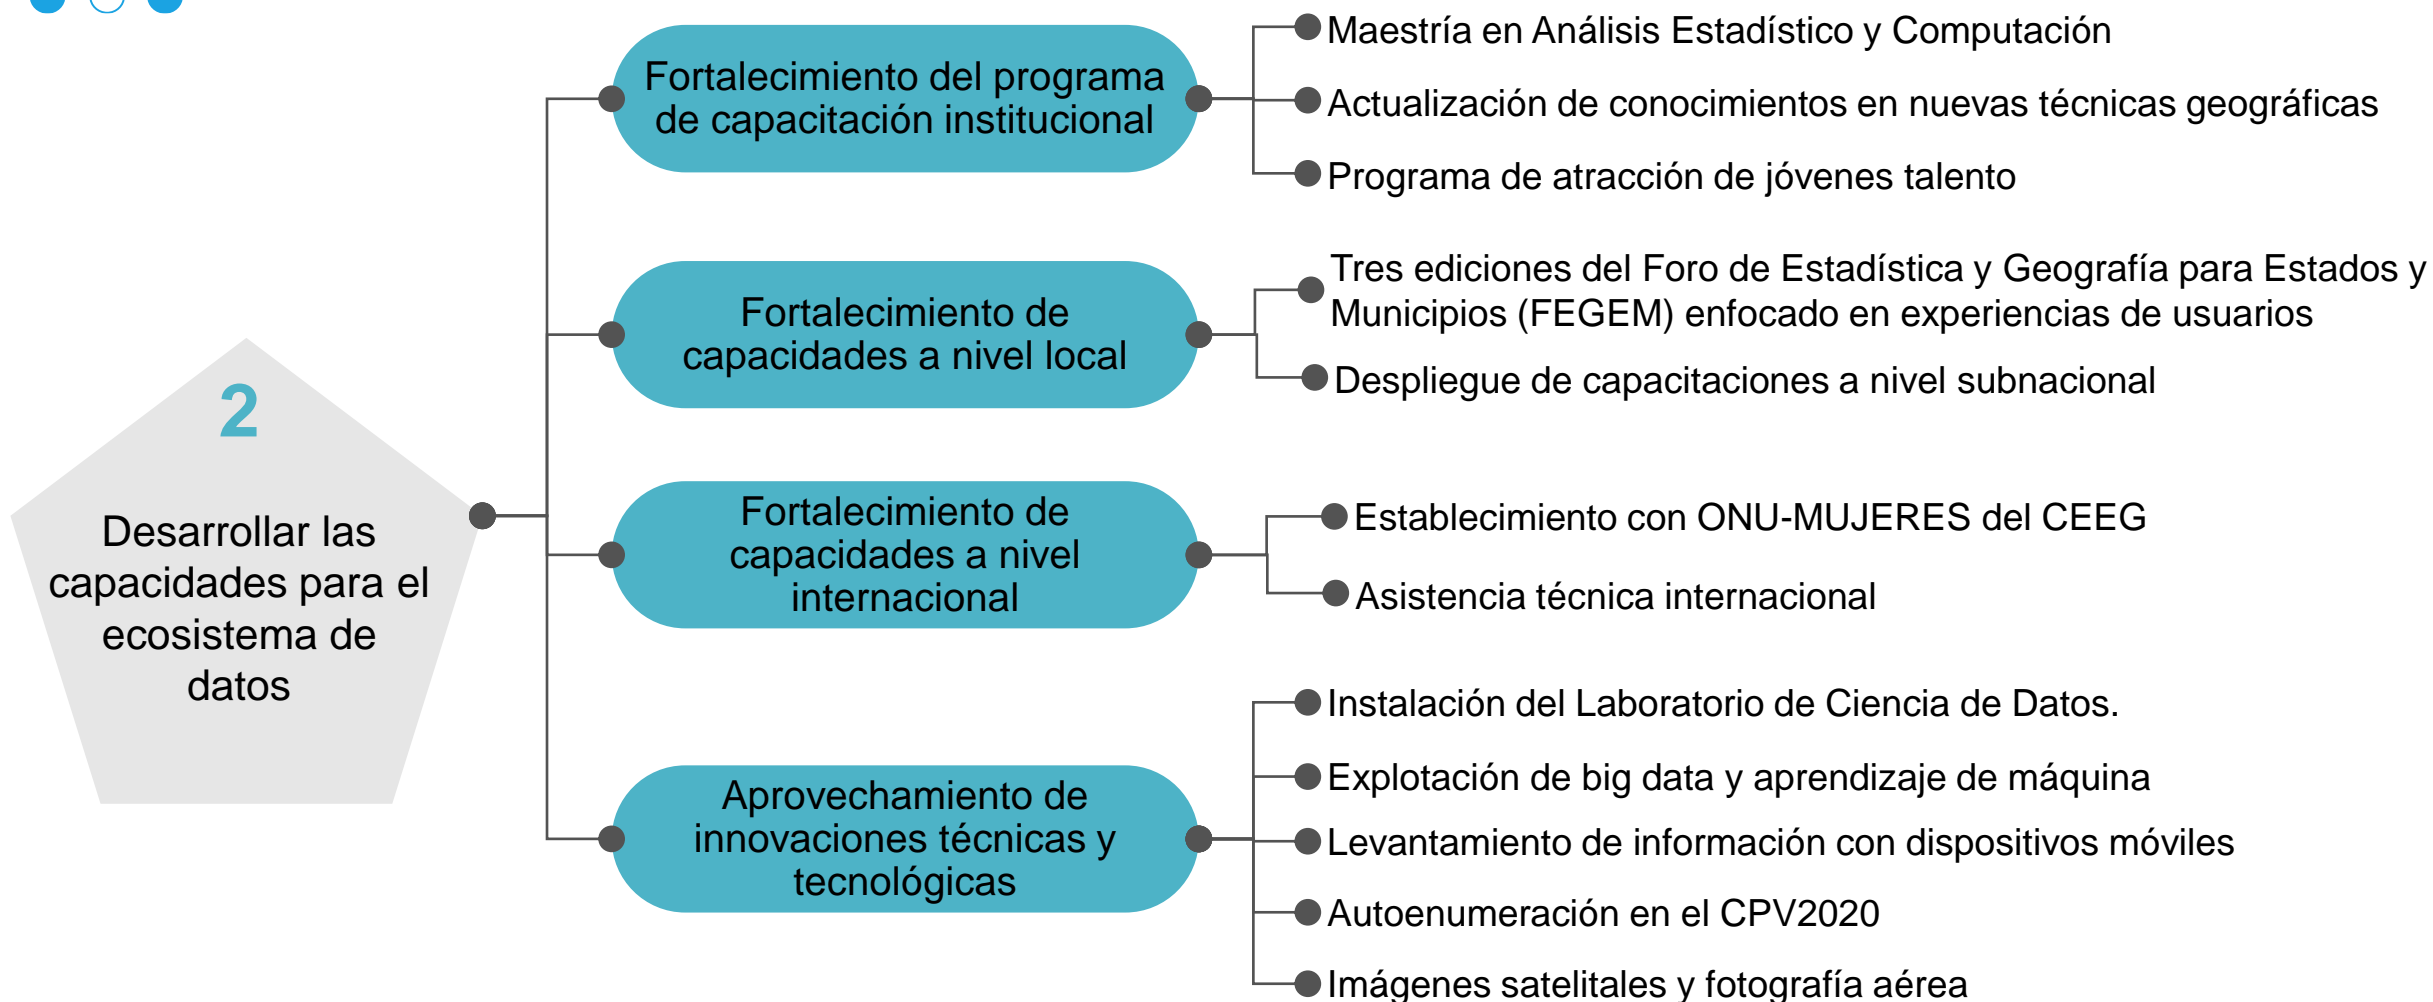 2
Desarrollar las
capacidades para el
ecosistema de
datos
Fortalecimiento del programa
de capacitación institucional
Maestría en Análisis Estadístico y Computación
Actualización de conocimientos en nuevas técnicas geográficas
Programa de atracción de jóvenes talento
Fortalecimiento de
capacidades a nivel local
Tres ediciones del Foro de Estadística y Geografía para Estados y
Municipios (FEGEM) enfocado en experiencias de usuarios
Despliegue de capacitaciones a nivel subnacional
Fortalecimiento de
capacidades a nivel
internacional
Establecimiento con ONU-MUJERES del CEEG
Asistencia técnica internacional
Aprovechamiento de
innovaciones técnicas y
tecnológicas
Instalación del Laboratorio de Ciencia de Datos.
Explotación de big data y aprendizaje de máquina
Levantamiento de información con dispositivos móviles
Autoenumeración en el CPV2020
Imágenes satelitales y fotografía aérea